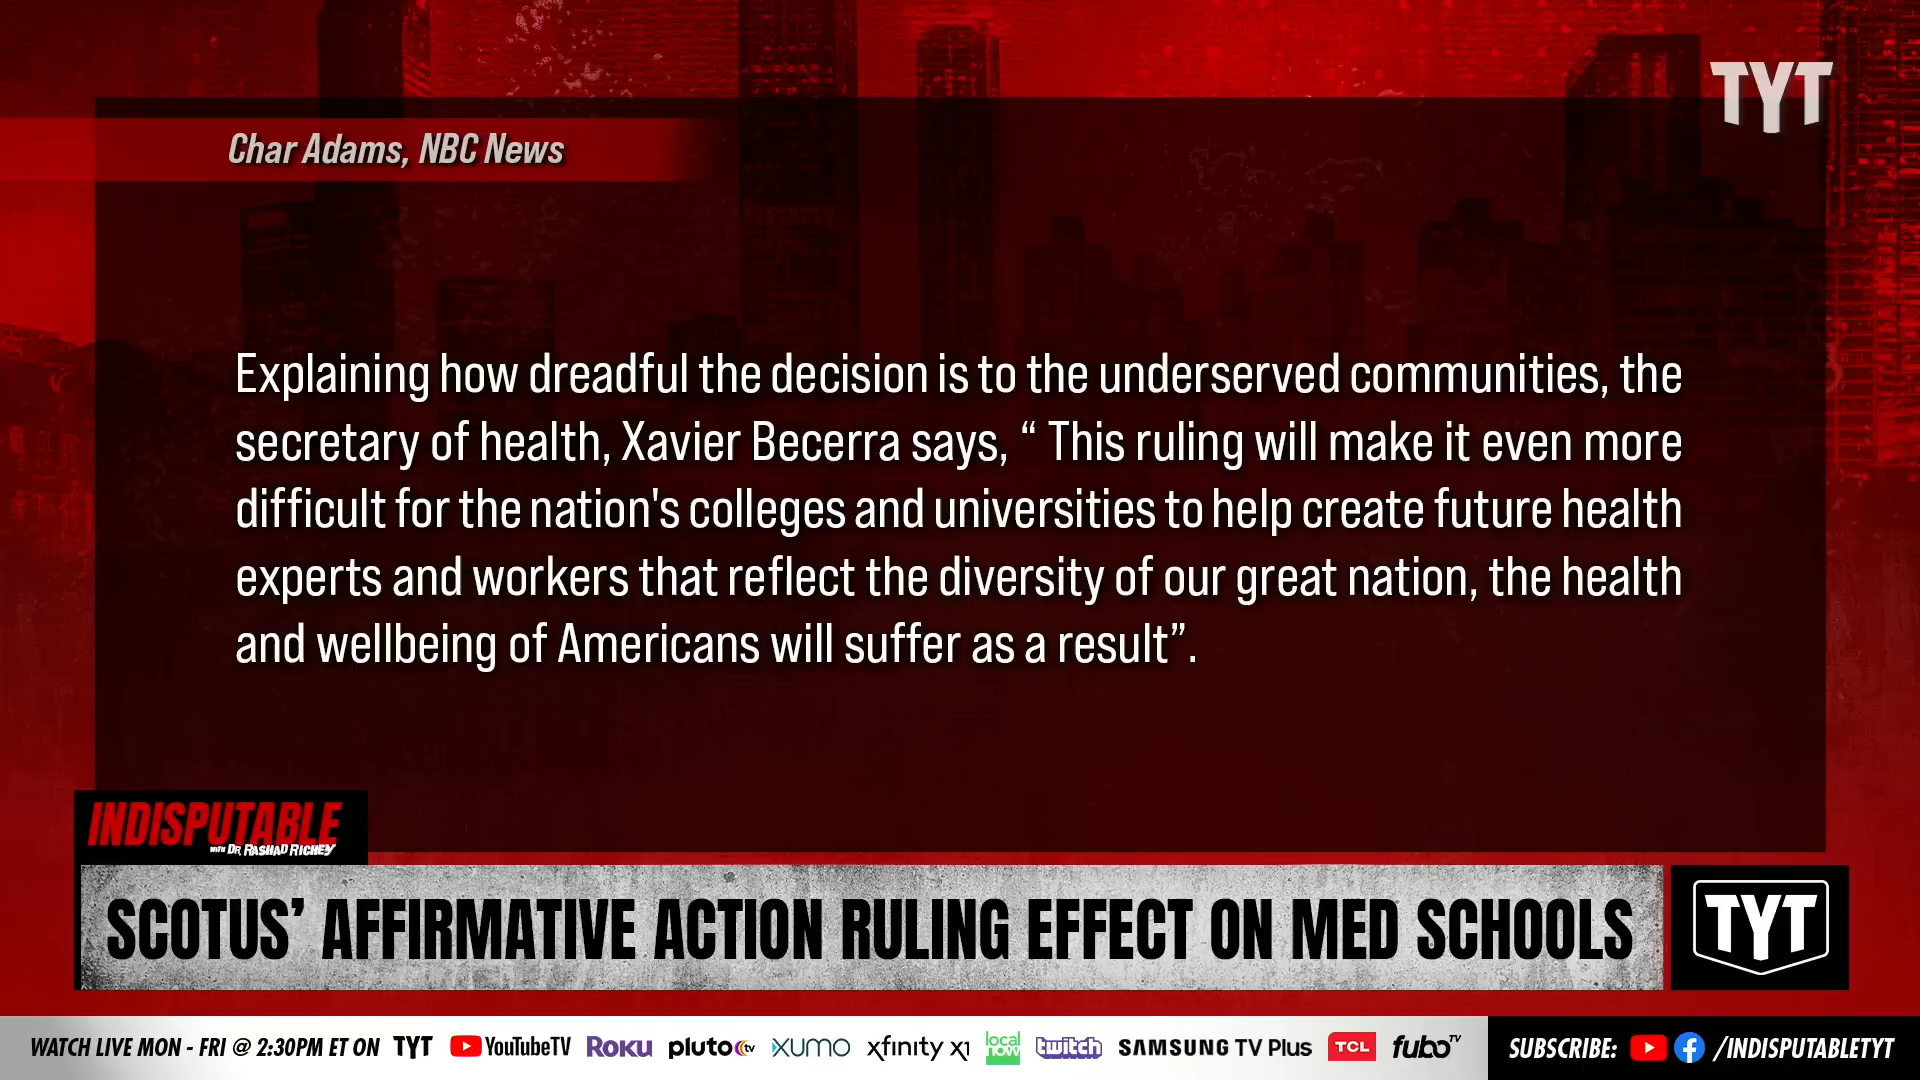 TYT
Char Adams, NBC News
Explaining how dreadful the decision is to the underserved communities, the
secretary of health, Xavier Becerra says, “ This ruling will make it even more
difficult for the nation's colleges and universities to help create future health
experts and workers that reflect the diversity of our great nation, the health
and wellbeing of Americans will suffer as a result”.
INDISPUTABLE
WITH DR RASHAD RICHEY
SCOTUS’ AFFIRMATIVE ACTION RULING EFFECT ON MED SCHOOLS
TYT
WATCH LIVE MON - FRI @ 2:30PM ET ON TYT YouTubeTV ROKU pluto tv XUMO xfinity x1 local now twitch SAMSUNG TV Plus TCL fubo TV SUBSCRIBE: /INDISPUTABLETYT